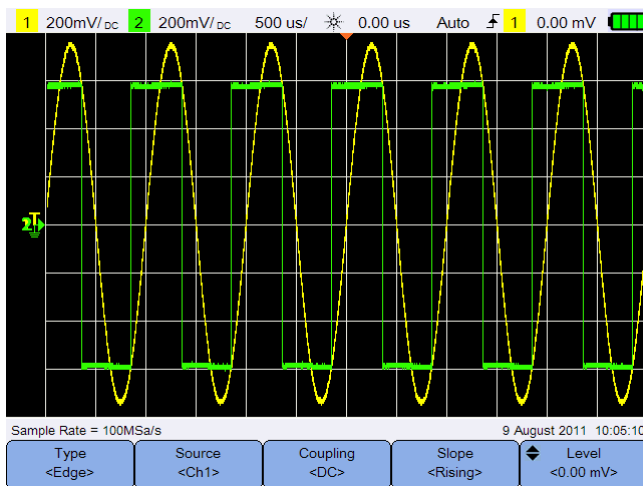 1 200mV/ DC 2 200mV/ DC 500 us/ 0.00 us Auto 1 0.00 mV
2 T
Sample Rate = 100MSa/s 9 August 2011 10:05:10
Type Source Coupling Slope Level
<Edge> <Ch1> <DC> <Rising> <0.00 mV>